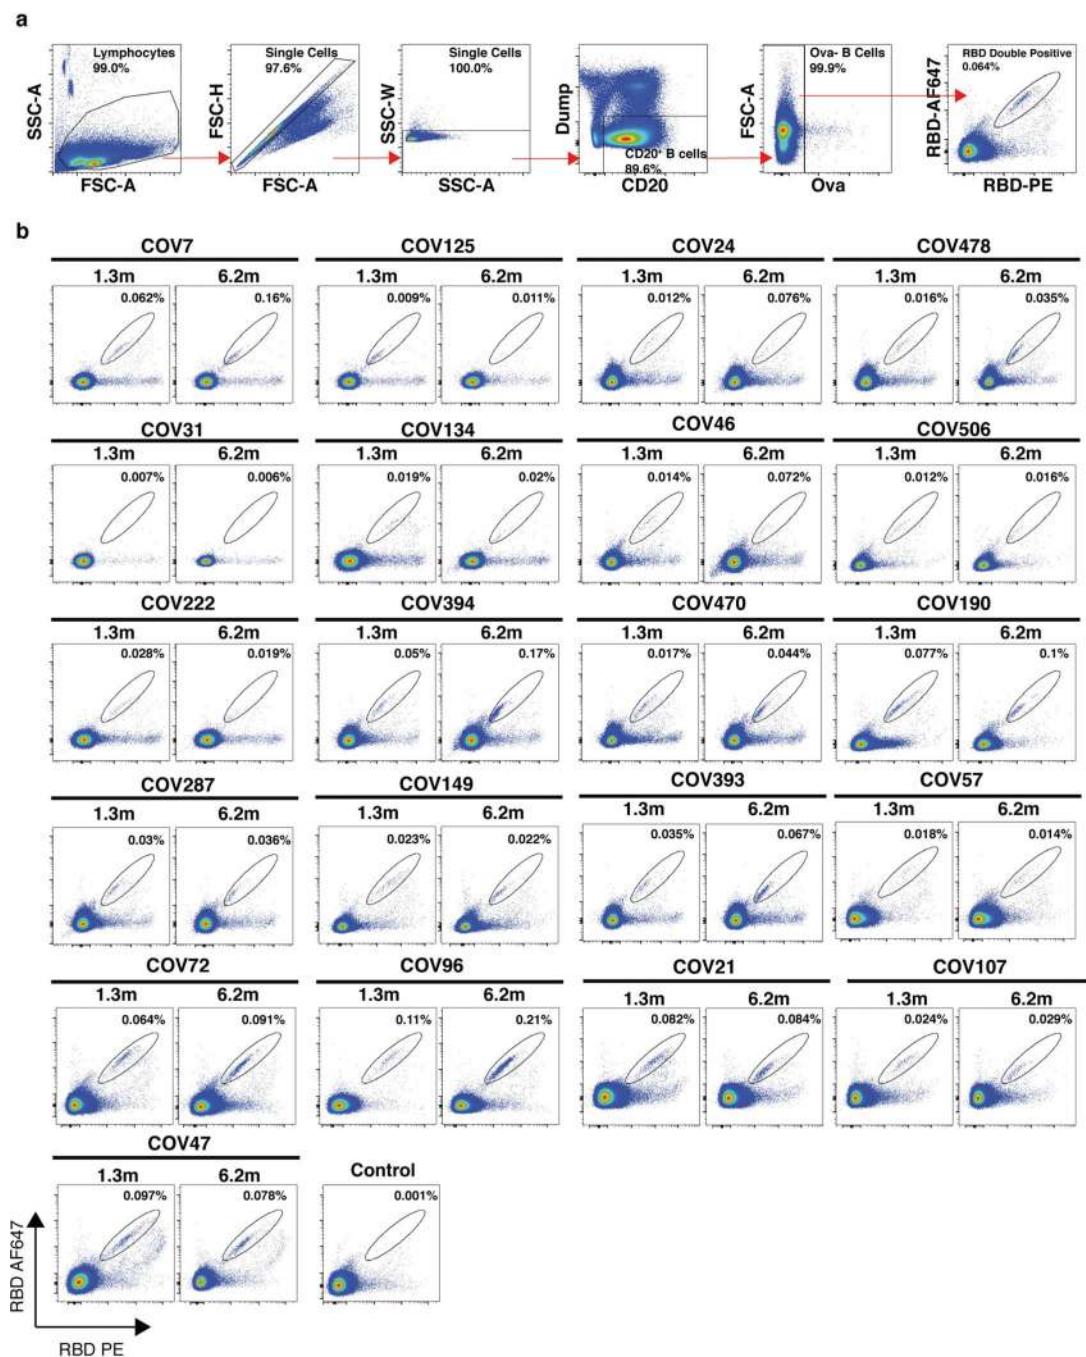 a
Lymphocytes
99.0%
SSC-A
FSC-A
Single Cells
97.6%
FSC-H
FSC-A
Single Cells
100.0%
SSC-W
SSC-A
Dump
CD20⁺ B cells
89.6%
CD20
Ova- B Cells
99.9%
FSC-A
Ova
RBD Double Positive
0.064%
RBD-AF647
RBD-PE
b
COV7 COV125 COV24 COV478
1.3m 6.2m 1.3m 6.2m 1.3m 6.2m 1.3m 6.2m
0.062% 0.16% 0.009% 0.011% 0.012% 0.076% 0.016% 0.035%
COV31 COV134 COV46 COV506
1.3m 6.2m 1.3m 6.2m 1.3m 6.2m 1.3m 6.2m
0.007% 0.006% 0.019% 0.02% 0.014% 0.072% 0.012% 0.016%
COV222 COV394 COV470 COV190
1.3m 6.2m 1.3m 6.2m 1.3m 6.2m 1.3m 6.2m
0.028% 0.019% 0.05% 0.17% 0.017% 0.044% 0.077% 0.1%
COV287 COV149 COV393 COV57
1.3m 6.2m 1.3m 6.2m 1.3m 6.2m 1.3m 6.2m
0.03% 0.036% 0.023% 0.022% 0.035% 0.067% 0.018% 0.014%
COV72 COV96 COV21 COV107
1.3m 6.2m 1.3m 6.2m 1.3m 6.2m 1.3m 6.2m
0.064% 0.091% 0.11% 0.21% 0.082% 0.084% 0.024% 0.029%
COV47 Control
1.3m 6.2m
0.097% 0.078% 0.001%
RBD AF647
RBD PE